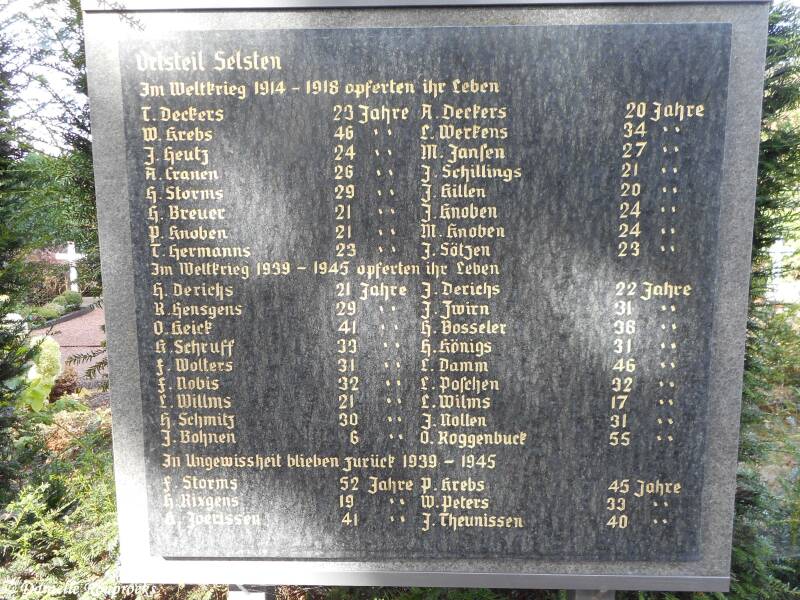 Ortsteil Selsten
Im Weltkrieg 1914 - 1918 opferten ihr Leben
T. Deckers 23 Jahre A. Deckers 20 Jahre
W. Krebs 46 " L. Werkens 34 "
J. Heutz 24 " M. Jansen 27 "
A. Cranen 26 " J. Schillings 21 "
H. Storms 29 " J. Killen 20 "
H. Breuer 21 " J. Knoben 24 "
P. Knoben 21 " M. Knoben 24 "
T. Hermanns 23 " J. Sötzen 23 "
Im Weltkrieg 1939 - 1945 opferten ihr Leben
H. Derichs 21 Jahre J. Derichs 22 Jahre
R. Hensgens 29 " J. Zwirn 31 "
O. Keick 41 " H. Vosseler 36 "
K. Schruff 33 " H. Königs 31 "
F. Wolters 31 " L. Damm 46 "
F. Nobis 32 " L. Poschen 32 "
L. Willms 21 " L. Wilms 17 "
H. Schmitz 30 " J. Nollen 31 "
J. Bohnen 6 " O. Roggenbuck 55 "
In Ungewissheit blieben zurück 1939 - 1945
F. Storms 52 Jahre P. Krebs 45 Jahre
H. Rixgens 19 " W. Peters 33 "
Joerissen 41 " J. Theunissen 40 "